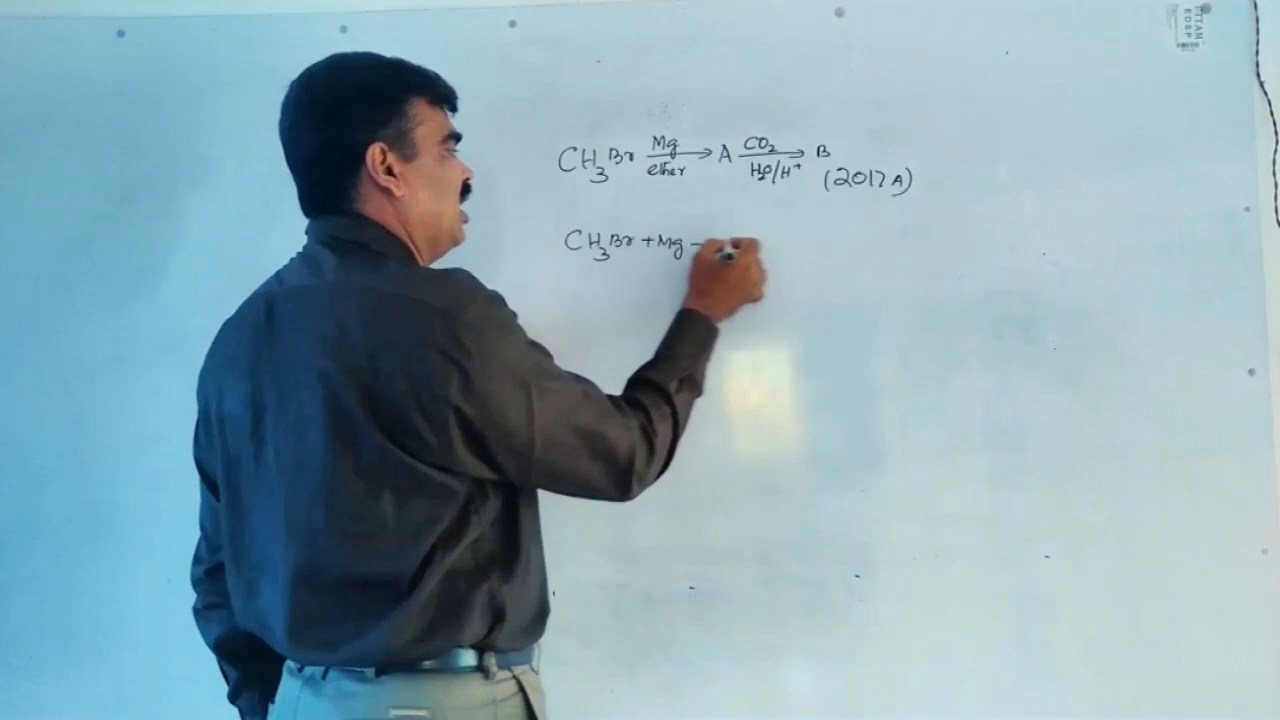 CH3Br Mg ether → A CO2 H2O/H+ → B
(2017 A)
CH3Br + Mg -